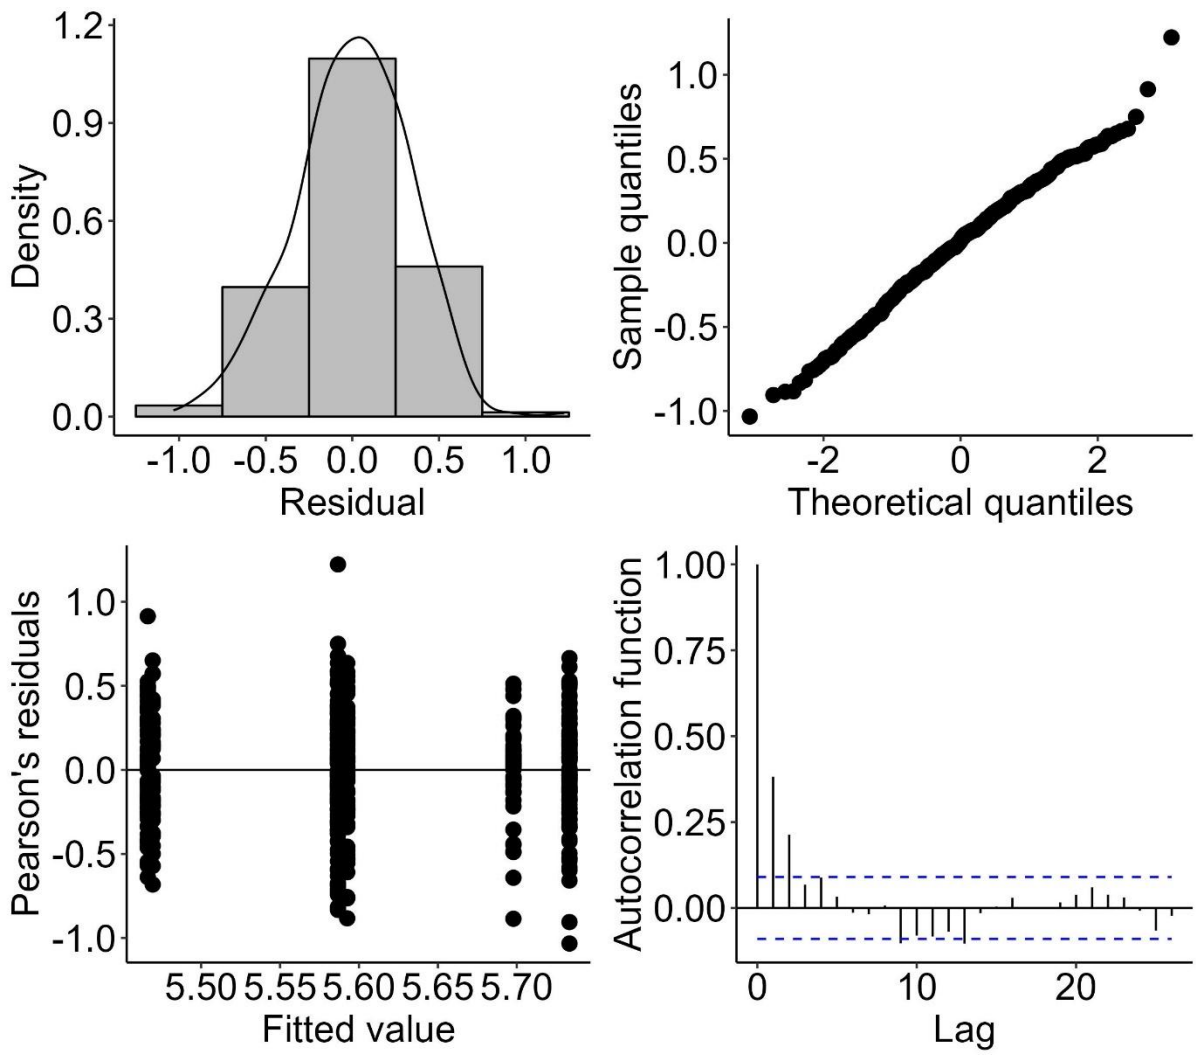 1.2
0.9
0.6
0.3
0.0
Density
-1.0 -0.5 0.0 0.5 1.0
Residual
1.0
0.5
0.0
-0.5
-1.0
Sample quantiles
-2 0 2
Theoretical quantiles
1.0
0.5
0.0
-0.5
-1.0
Pearson's residuals
5.50 5.55 5.60 5.65 5.70
Fitted value
1.00
0.75
0.50
0.25
0.00
Autocorrelation function
0 10 20
Lag